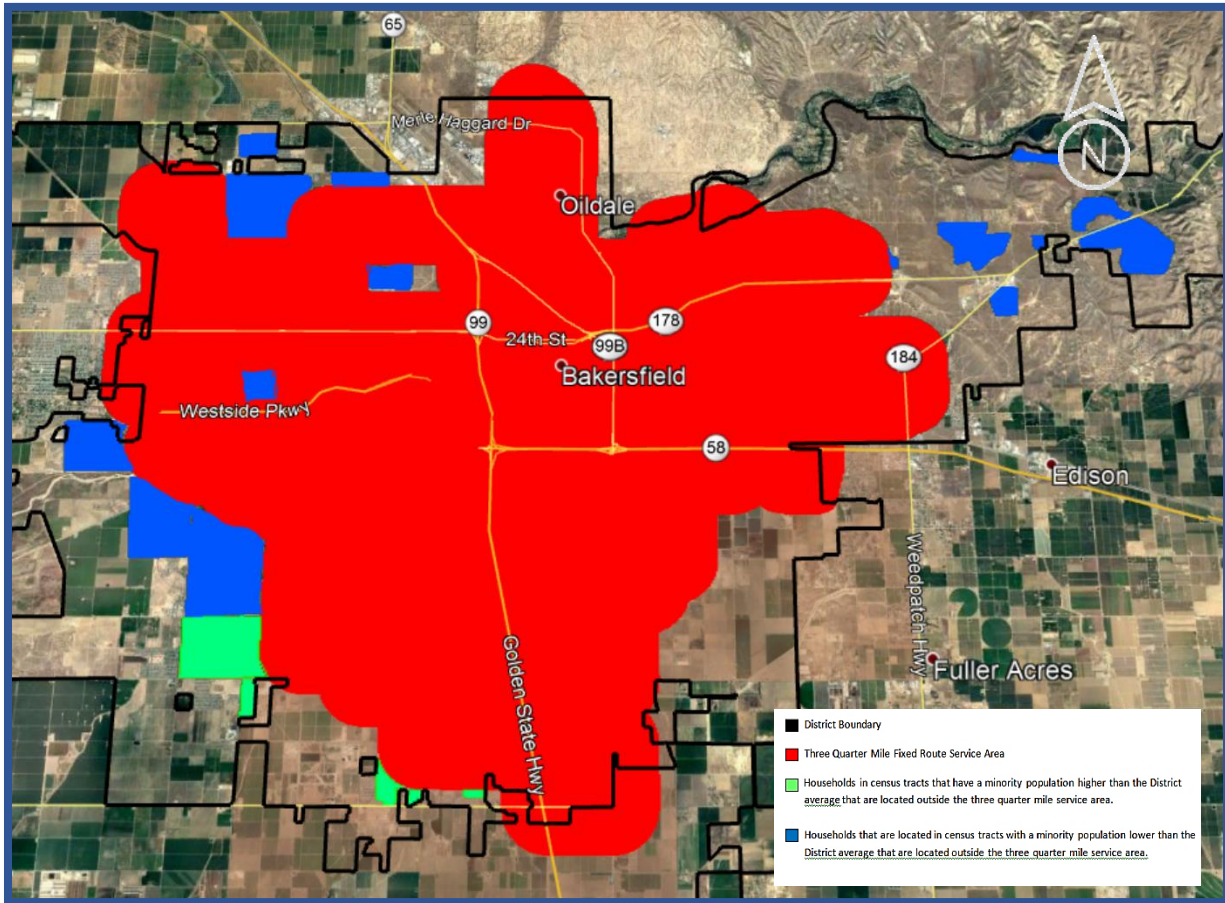 65
Merle Haggard Dr
N
Oildale
99
178
24th St
99B
184
Bakersfield
Westside Pkwy
58
Edison
Weedpatch Hwy
Golden State Hwy
Fuller Acres
District Boundary
Three Quarter Mile Fixed Route Service Area
Households in census tracts that have a minority population higher than the District
average that are located outside the three quarter mile service area.
Households that are located in census tracts with a minority population lower than the
District average that are located outside the three quarter mile service area.